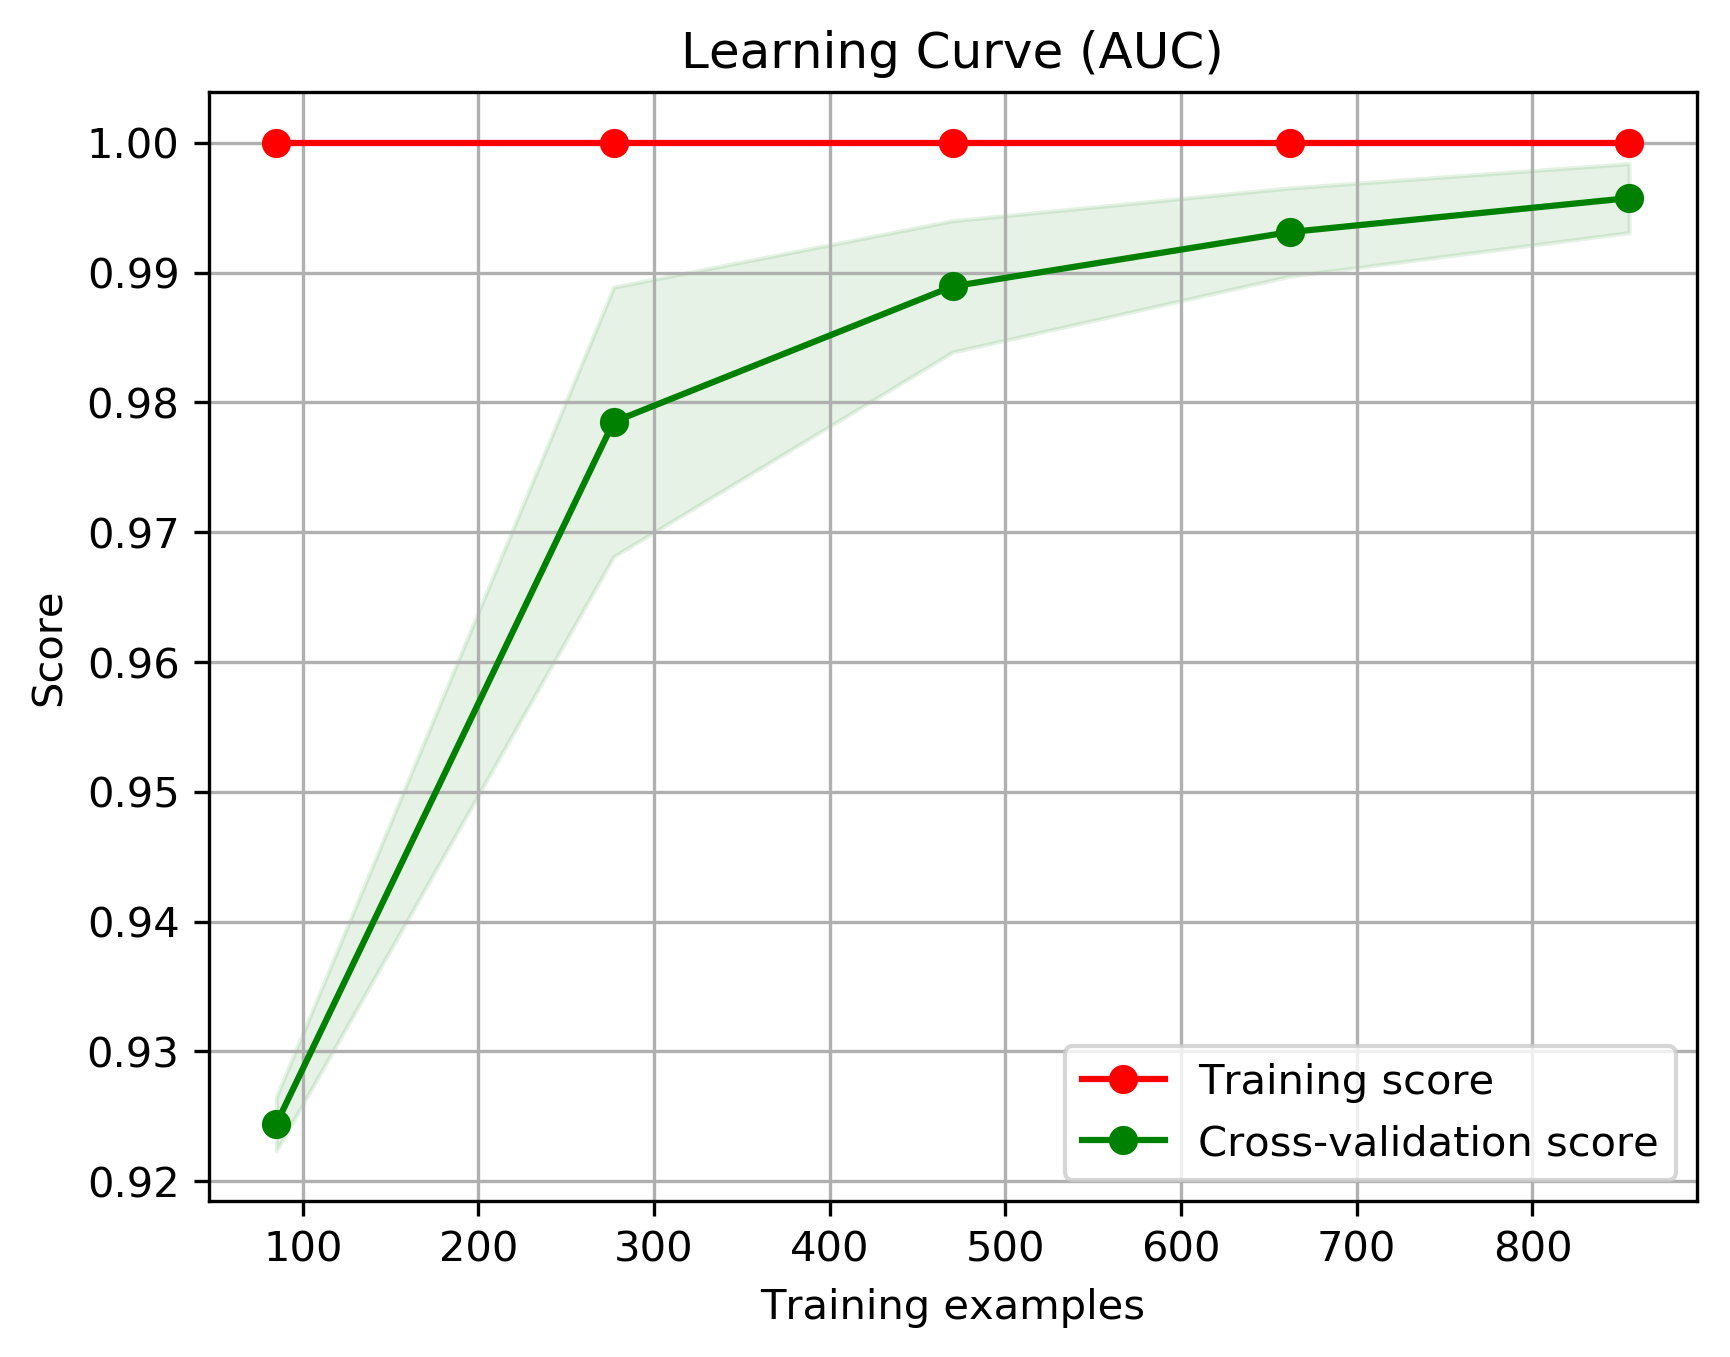 Learning Curve (AUC)
1.00
0.99
0.98
0.97
0.96
0.95
0.94
0.93
0.92
Score
100 200 300 400 500 600 700 800
Training examples
Training score
Cross-validation score